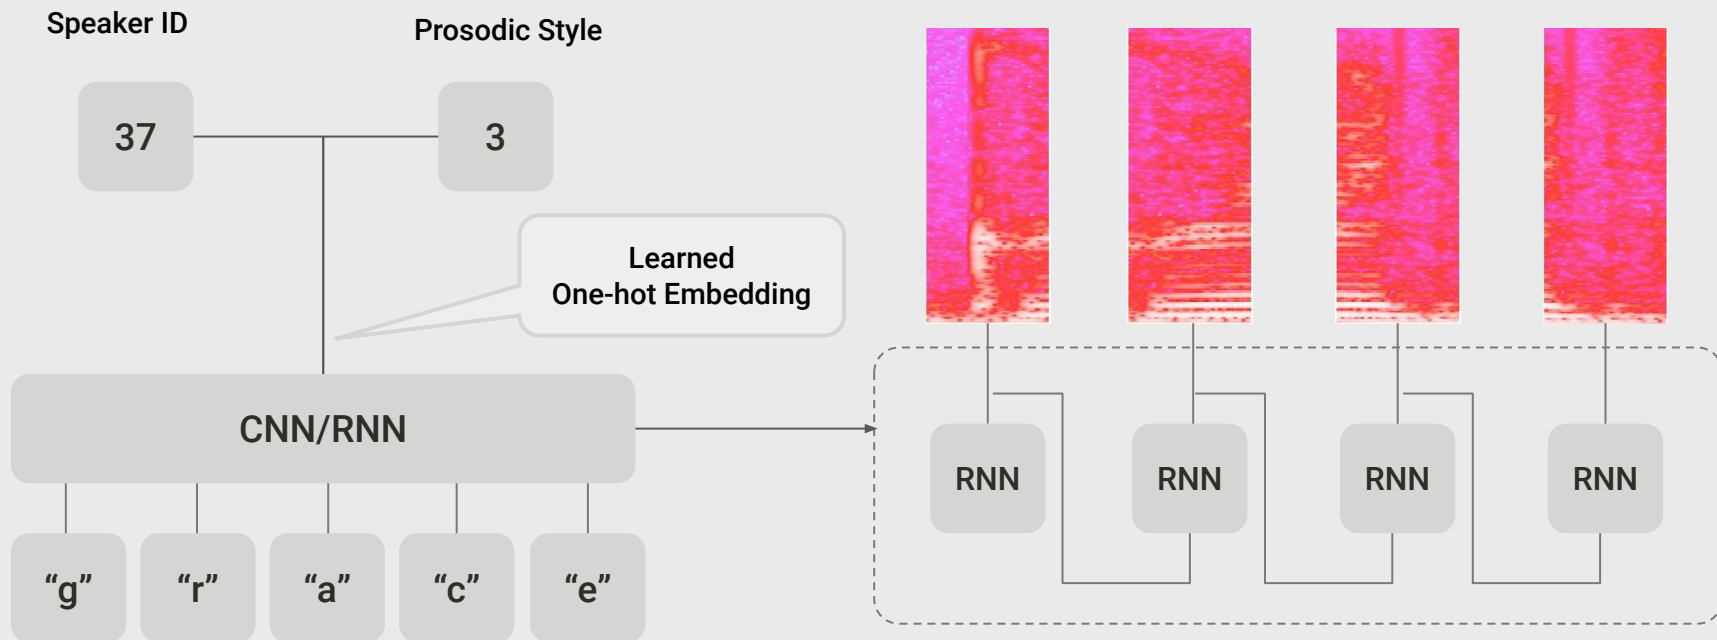 Speaker ID
Prosodic Style
37
3
Learned
One-hot Embedding
CNN/RNN
RNN
RNN
RNN
RNN
“g”
“r”
“a”
“c”
“e”